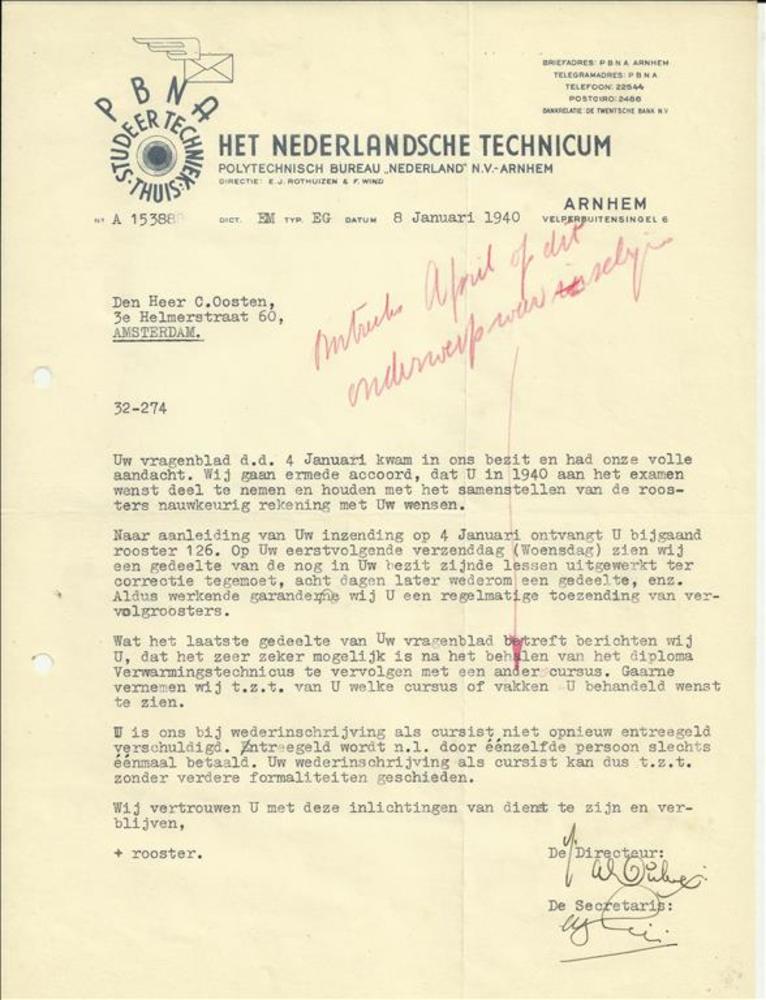 PBNA
STUDEER TECHNIEK THUIS
BRIEFADRES: P B N A ARNHEM
TELEGRAMADRES: P B N A
TELEFOON: 22544
POSTGIRO: 2486
BANKRELATIE: DE TWENTSCHE BANK N.V
HET NEDERLANDSCHE TECHNICUM
POLYTECHNISCH BUREAU „NEDERLAND" N.V.-ARNHEM
DIRECTIE: E.J. ROTHUIZEN & F. WIND
ARNHEM
VELPERBUITENSINGEL 6
No A 15388 DICT. EM TYP. EG DATUM 8 Januari 1940
April of dit
onderwerp
Den Heer C.Oosten,
3e Helmerstraat 60,
AMSTERDAM.
32-274
Uw vragenblad d.d. 4 Januari kwam in ons bezit en had onze volle
aandacht. Wij gaan ermede accoord, dat U in 1940 aan het examen
wenst deel te nemen en houden met het samenstellen van de roos-
ters nauwkeurig rekening met Uw wensen.
Naar aanleiding van Uw inzending op 4 Januari ontvangt U bijgaand
rooster 126. Op Uw eerstvolgende verzenddag (Woensdag) zien wij
een gedeelte van de nog in Uw bezit zijnde lessen uitgewerkt ter
correctie tegemoet, acht dagen later wederom een gedeelte, enz.
Aldus werkende garanderen wij U een regelmatige toezending van ver-
volgroosters.
Wat het laatste gedeelte van Uw vragenblad betreft berichten wij
U, dat het zeer zeker mogelijk is na het behalen van het diploma
Verwarmingstechnicus te vervolgen met een ander cursus. Gaarne
vernemen wij t.z.t. van U welke cursus of vakken U behandeld wenst
te zien.
U is ons bij wederinschrijving als cursist niet opnieuw entreegeld
verschuldigd. Entreegeld wordt n.l. door éénzelfde persoon slechts
éénmaal betaald. Uw wederinschrijving als cursist kan dus t.z.t.
zonder verdere formaliteiten geschieden.
Wij vertrouwen U met deze inlichtingen van dienst te zijn en ver-
blijven,
+ rooster.
De Directeur:
De Secretaris: